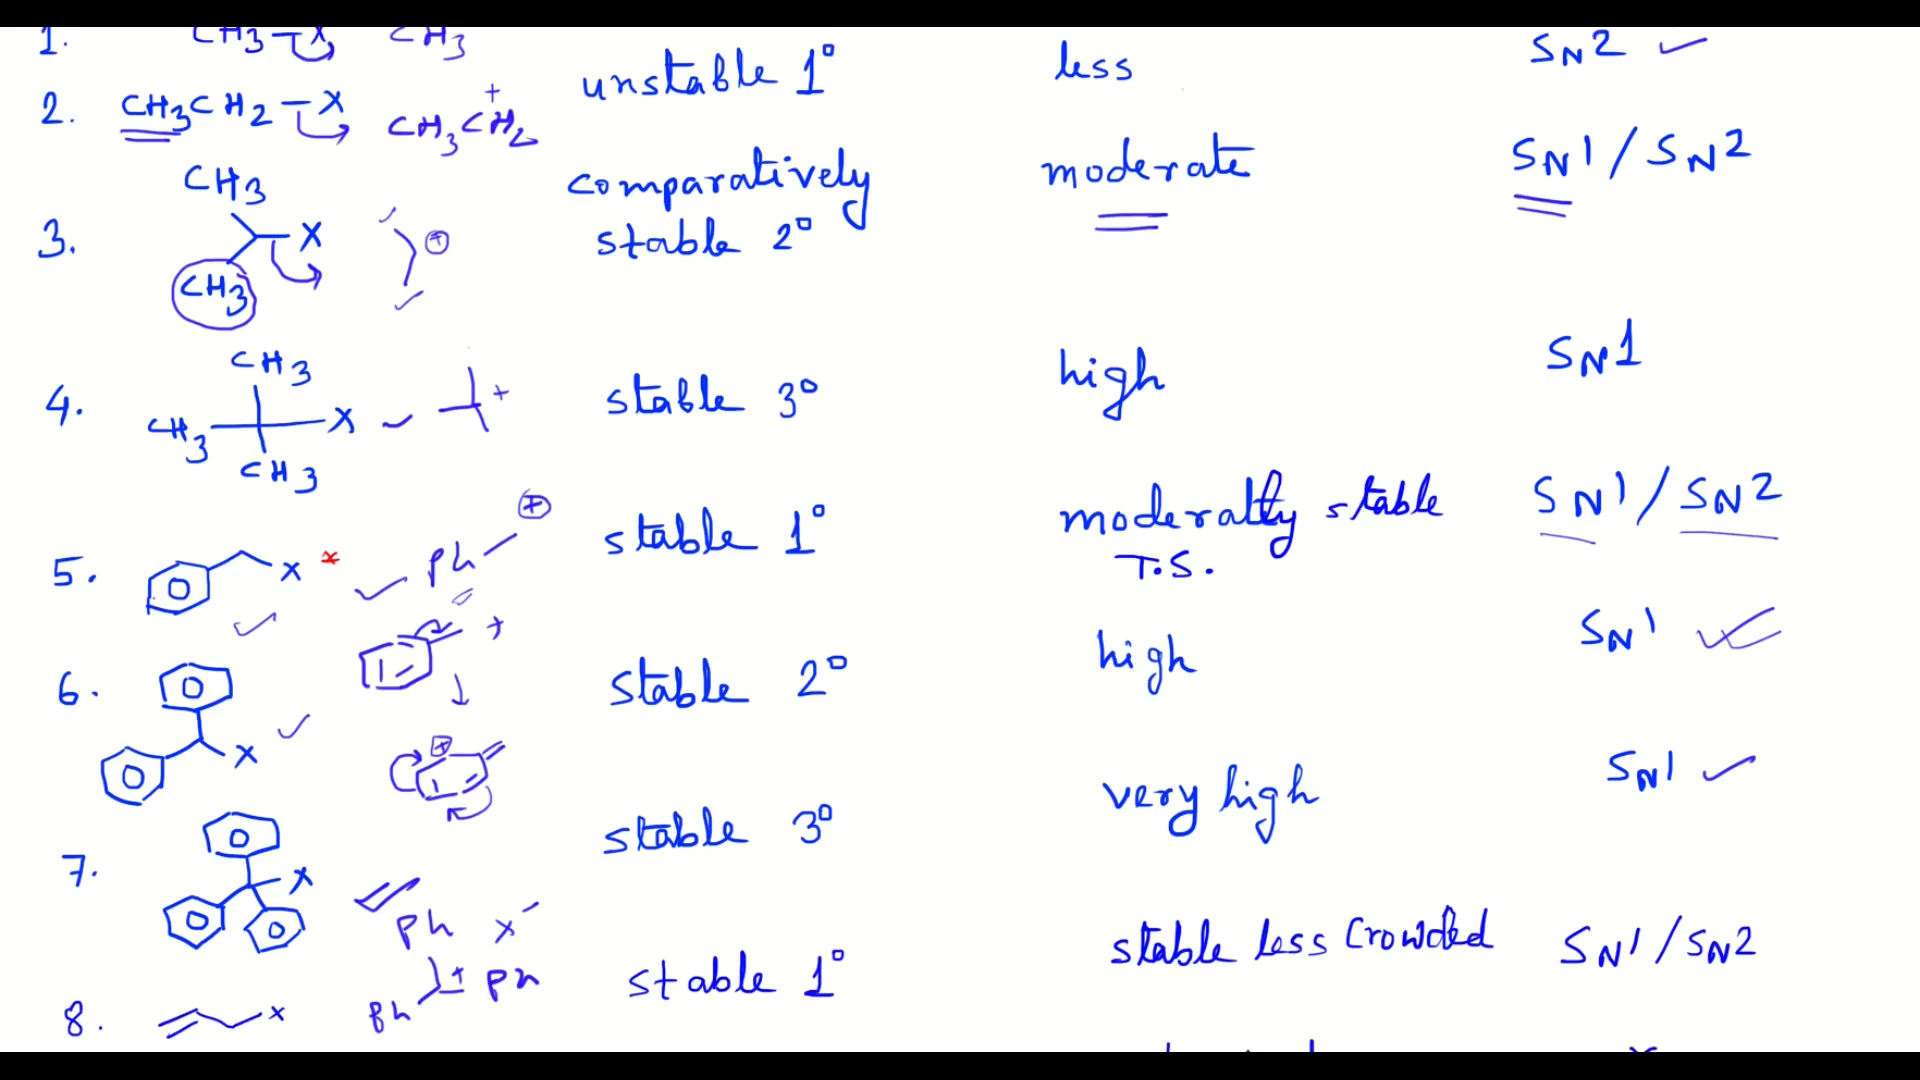 1. CH3-X CH3
unstable 1° less SN2
2. CH3CH2-X CH3CH2 +
CH3 comparatively moderate SN1/SN2
3. X + stable 2°
CH3
CH3 high SN1
4. CH3 X + stable 3°
CH3
stable 1° moderatly stable SN1/SN2
5. X * Ph + T.S.
+ high SN1
6. X stable 2°
+ very high SN1
7. X stable 3°
Ph X- stable less Crowded SN1/SN2
+ Ph stable 1°
8. X Ph